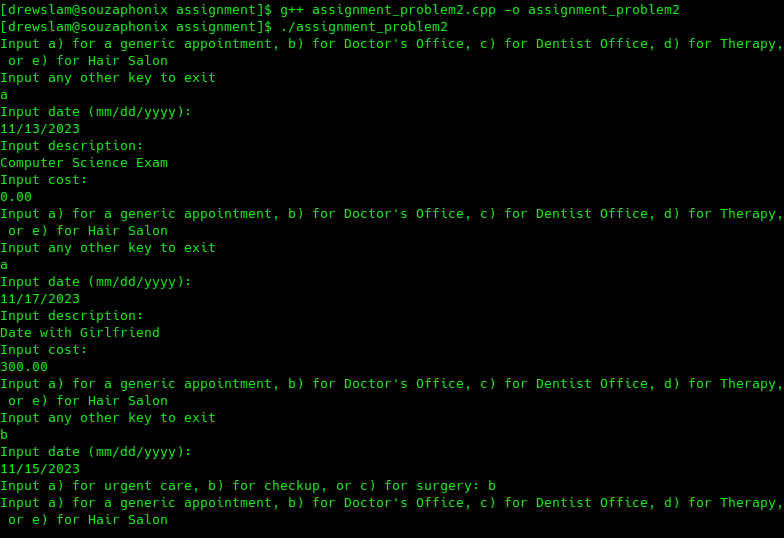 [drewslam@souzaphonix assignment]$ g++ assignment_problem2.cpp -o assignment_problem2
[drewslam@souzaphonix assignment]$ ./assignment_problem2
Input a) for a generic appointment, b) for Doctor's Office, c) for Dentist Office, d) for Therapy,
 or e) for Hair Salon
Input any other key to exit
a
Input date (mm/dd/yyyy):
11/13/2023
Input description:
Computer Science Exam
Input cost:
0.00
Input a) for a generic appointment, b) for Doctor's Office, c) for Dentist Office, d) for Therapy,
 or e) for Hair Salon
Input any other key to exit
a
Input date (mm/dd/yyyy):
11/17/2023
Input description:
Date with Girlfriend
Input cost:
300.00
Input a) for a generic appointment, b) for Doctor's Office, c) for Dentist Office, d) for Therapy,
 or e) for Hair Salon
Input any other key to exit
b
Input date (mm/dd/yyyy):
11/15/2023
Input a) for urgent care, b) for checkup, or c) for surgery: b
Input a) for a generic appointment, b) for Doctor's Office, c) for Dentist Office, d) for Therapy,
 or e) for Hair Salon